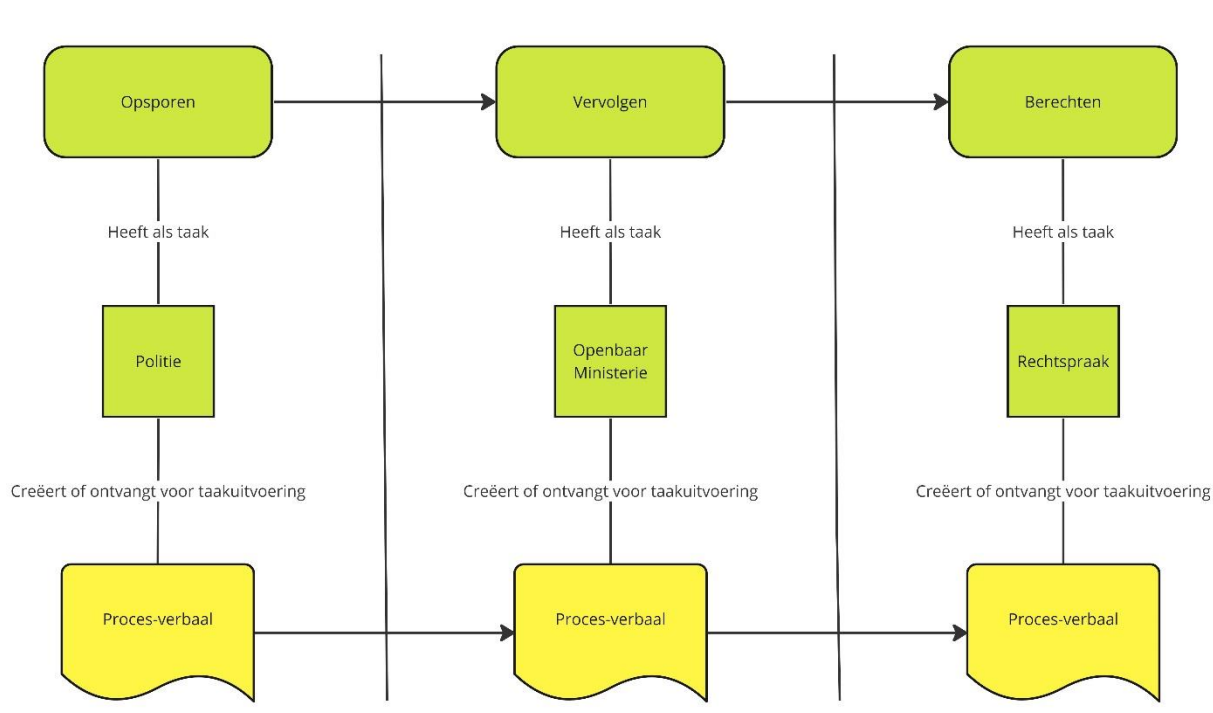 Opsporen
Vervolgen
Berechten
Heeft als taak
Heeft als taak
Heeft als taak
Politie
Openbaar
Ministerie
Rechtspraak
Creëert of ontvangt voor taakuitvoering
Creëert of ontvangt voor taakuitvoering
Creëert of ontvangt voor taakuitvoering
Proces-verbaal
Proces-verbaal
Proces-verbaal